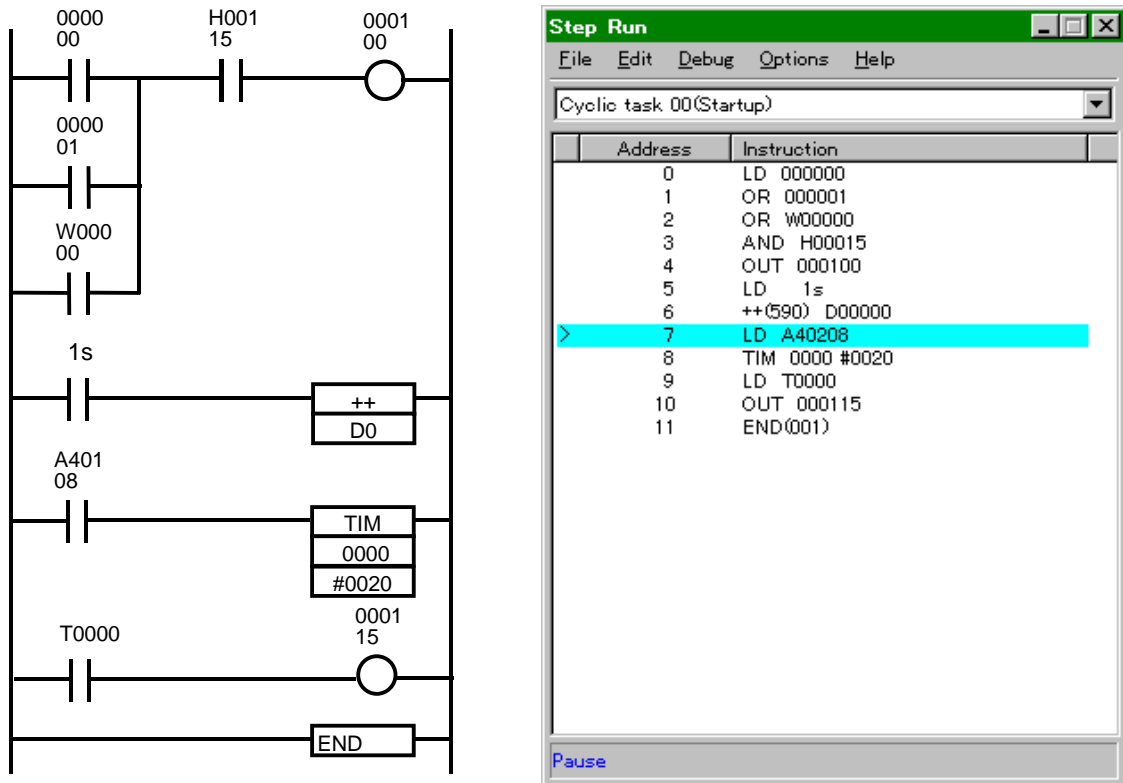 0000
00
H001
15
0001
00
0000
01
W000
00
1s
++
D0
A401
08
TIM
0000
#0020
T0000
0001
15
END
Step Run
File Edit Debug Options Help
Cyclic task 00(Startup)
Address Instruction
0 LD 000000
1 OR 000001
2 OR W00000
3 AND H00015
4 OUT 000100
5 LD 1s
6 ++(590) D00000
> 7 LD A40208
8 TIM 0000 #0020
9 LD T0000
10 OUT 000115
11 END(001)
Pause